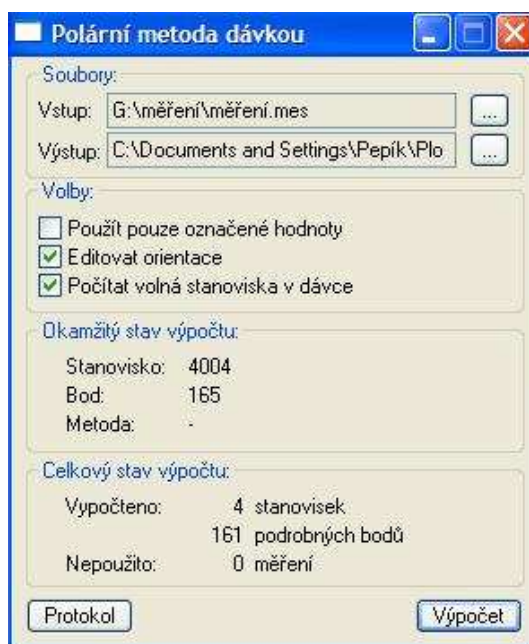 Polární metoda dávkou
Soubory:
Vstup: G:\měření\měření.mes ...
Výstup: C:\Documents and Settings\Pepík\Plo ...
Volby:
Použít pouze označené hodnoty
Editovat orientace
Počítat volná stanoviska v dávce
Okamžitý stav výpočtu:
Stanovisko: 4004
Bod: 165
Metoda: -
Celkový stav výpočtu:
Vypočteno: 4 stanovisek
161 podrobných bodů
Nepoužito: 0 měření
Protokol Výpočet